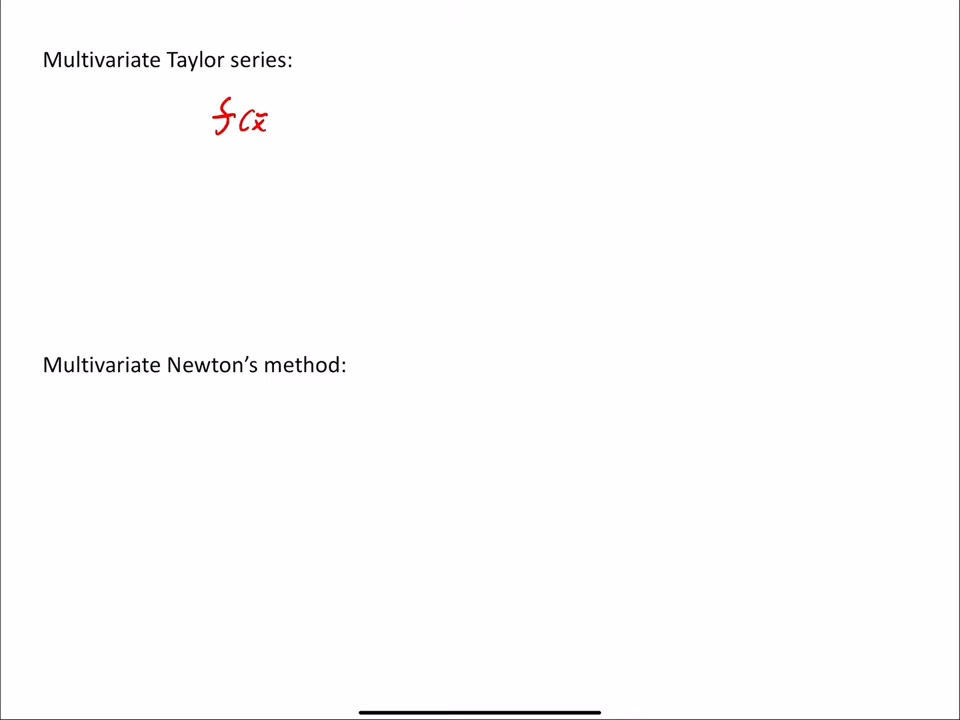 Multivariate Taylor series:
f(x̄
Multivariate Newton’s method: